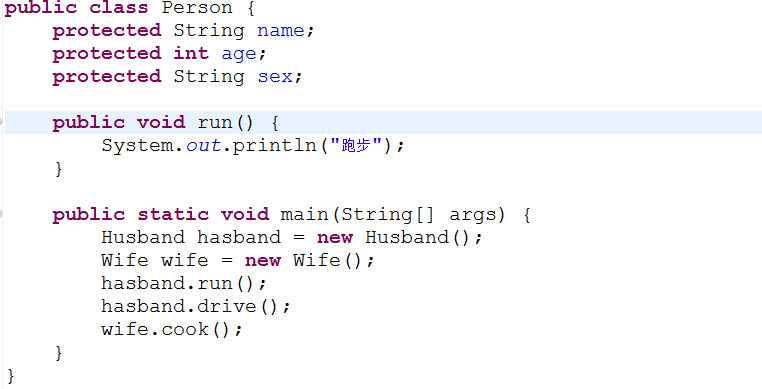 public class Person {
    protected String name;
    protected int age;
    protected String sex;
    public void run() {
        System.out.println("跑步");
    }
    public static void main(String[] args) {
        Husband hasband = new Husband();
        Wife wife = new Wife();
        hasband.run();
        hasband.drive();
        wife.cook();
    }
}